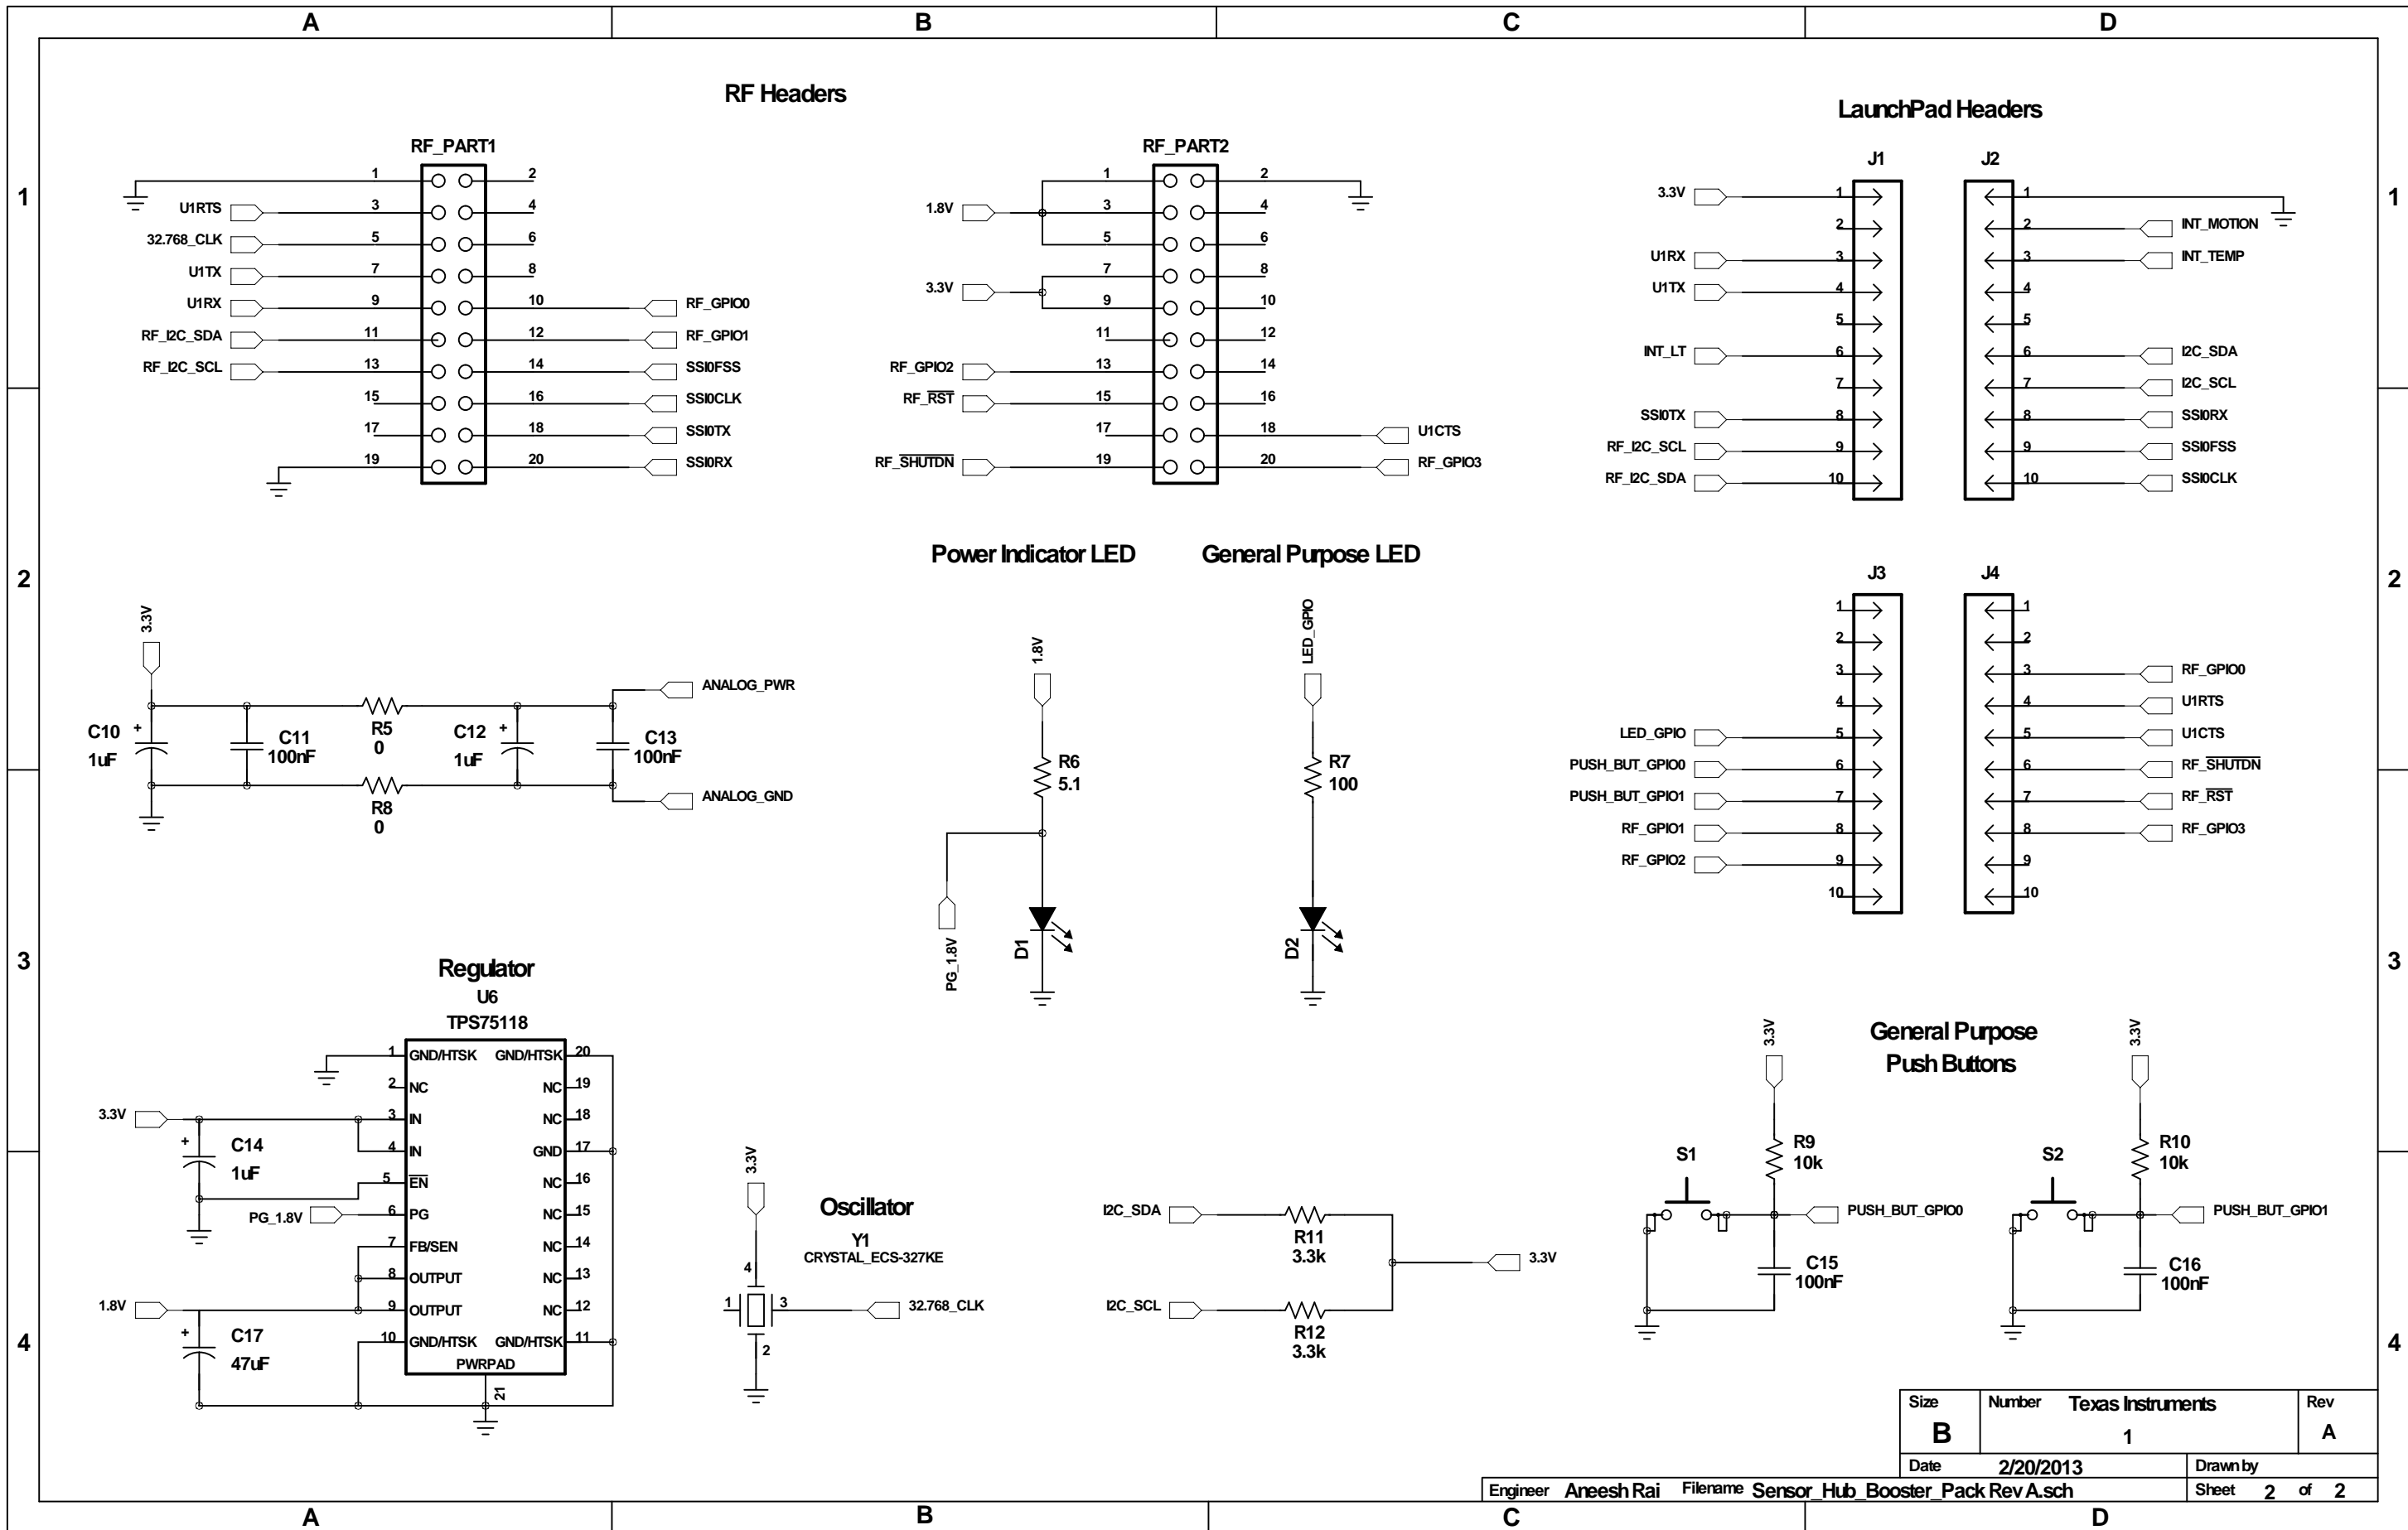 A B C D
RF Headers
LaunchPad Headers
RF_PART1
1 2
U1RTS 3 4
32.768_CLK 5 6
U1TX 7 8
U1RX 9 10 RF_GPIO0
RF_I2C_SDA 11 12 RF_GPIO1
RF_I2C_SCL 13 14 SSI0FSS
15 16 SSI0CLK
17 18 SSI0TX
19 20 SSI0RX
RF_PART2
1 2
1.8V 3 4
5 6
3.3V 7 8
9 10
11 12
RF_GPIO2 13 14
RF_RST 15 16
17 18 U1CTS
RF_SHUTDN 19 20 RF_GPIO3
J1
3.3V 1
2
U1RX 3
U1TX 4
5
INT_LT 6
7
SSI0TX 8
RF_I2C_SCL 9
RF_I2C_SDA 10
J2
1
2 INT_MOTION
3 INT_TEMP
4
5
6 I2C_SDA
7 I2C_SCL
8 SSI0RX
9 SSI0FSS
10 SSI0CLK
1 1
2 2
Power Indicator LED
General Purpose LED
3.3V
ANALOG_PWR
C10 + 1uF
C11 100nF
R5 0
C12 + 1uF
C13 100nF
R8 0
ANALOG_GND
1.8V
R6
5.1
PG_1.8V
D1
LED_GPIO
R7
100
D2
J3
1
2
3
4
LED_GPIO 5
PUSH_BUT_GPIO0 6
PUSH_BUT_GPIO1 7
RF_GPIO1 8
RF_GPIO2 9
10
J4
1
2
3 RF_GPIO0
4 U1RTS
5 U1CTS
6 RF_SHUTDN
7 RF_RST
8 RF_GPIO3
9
10
3 3
Regulator
U6
TPS75118
1 GND/HTSK GND/HTSK 20
2 NC NC 19
3.3V 3 IN NC 18
4 IN GND 17
5 EN NC 16
PG_1.8V 6 PG NC 15
7 FB/SEN NC 14
8 OUTPUT NC 13
1.8V 9 OUTPUT NC 12
10 GND/HTSK GND/HTSK 11
PWRPAD
21
+ C14
1uF
+ C17
47uF
3.3V
Oscillator
Y1
CRYSTAL_ECS-327KE
4
1 3 32.768_CLK
2
I2C_SDA
R11
3.3k
3.3V
I2C_SCL
R12
3.3k
General Purpose
Push Buttons
3.3V
R9
10k
S1
PUSH_BUT_GPIO0
C15
100nF
3.3V
R10
10k
S2
PUSH_BUT_GPIO1
C16
100nF
4 4
Size Number Texas Instruments Rev
B 1 A
Date 2/20/2013 Drawn by
Engineer Aneesh Rai Filename Sensor_Hub_Booster_Pack Rev A.sch Sheet 2 of 2
A B C D